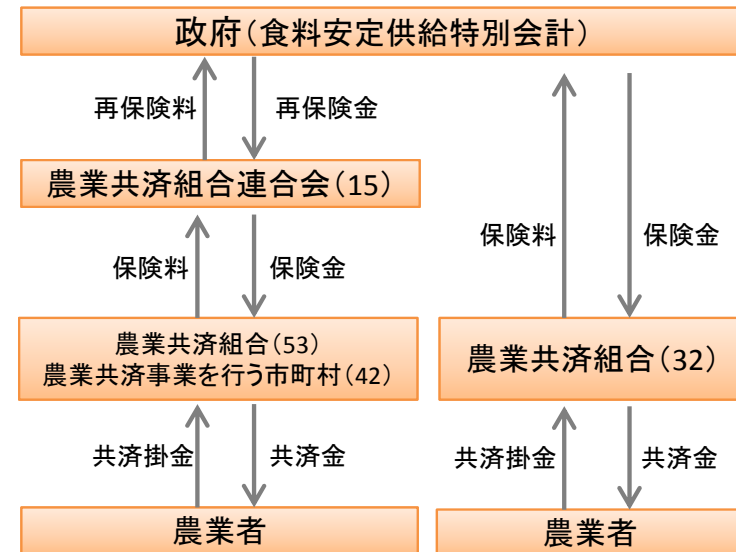 政府（食料安定供給特別会計）
再保険料
再保険金
農業共済組合連合会（15）
保険料
保険金
保険料
保険金
農業共済組合（53）
農業共済事業を行う市町村（42）
農業共済組合（32）
共済掛金
共済金
共済掛金
共済金
農業者
農業者